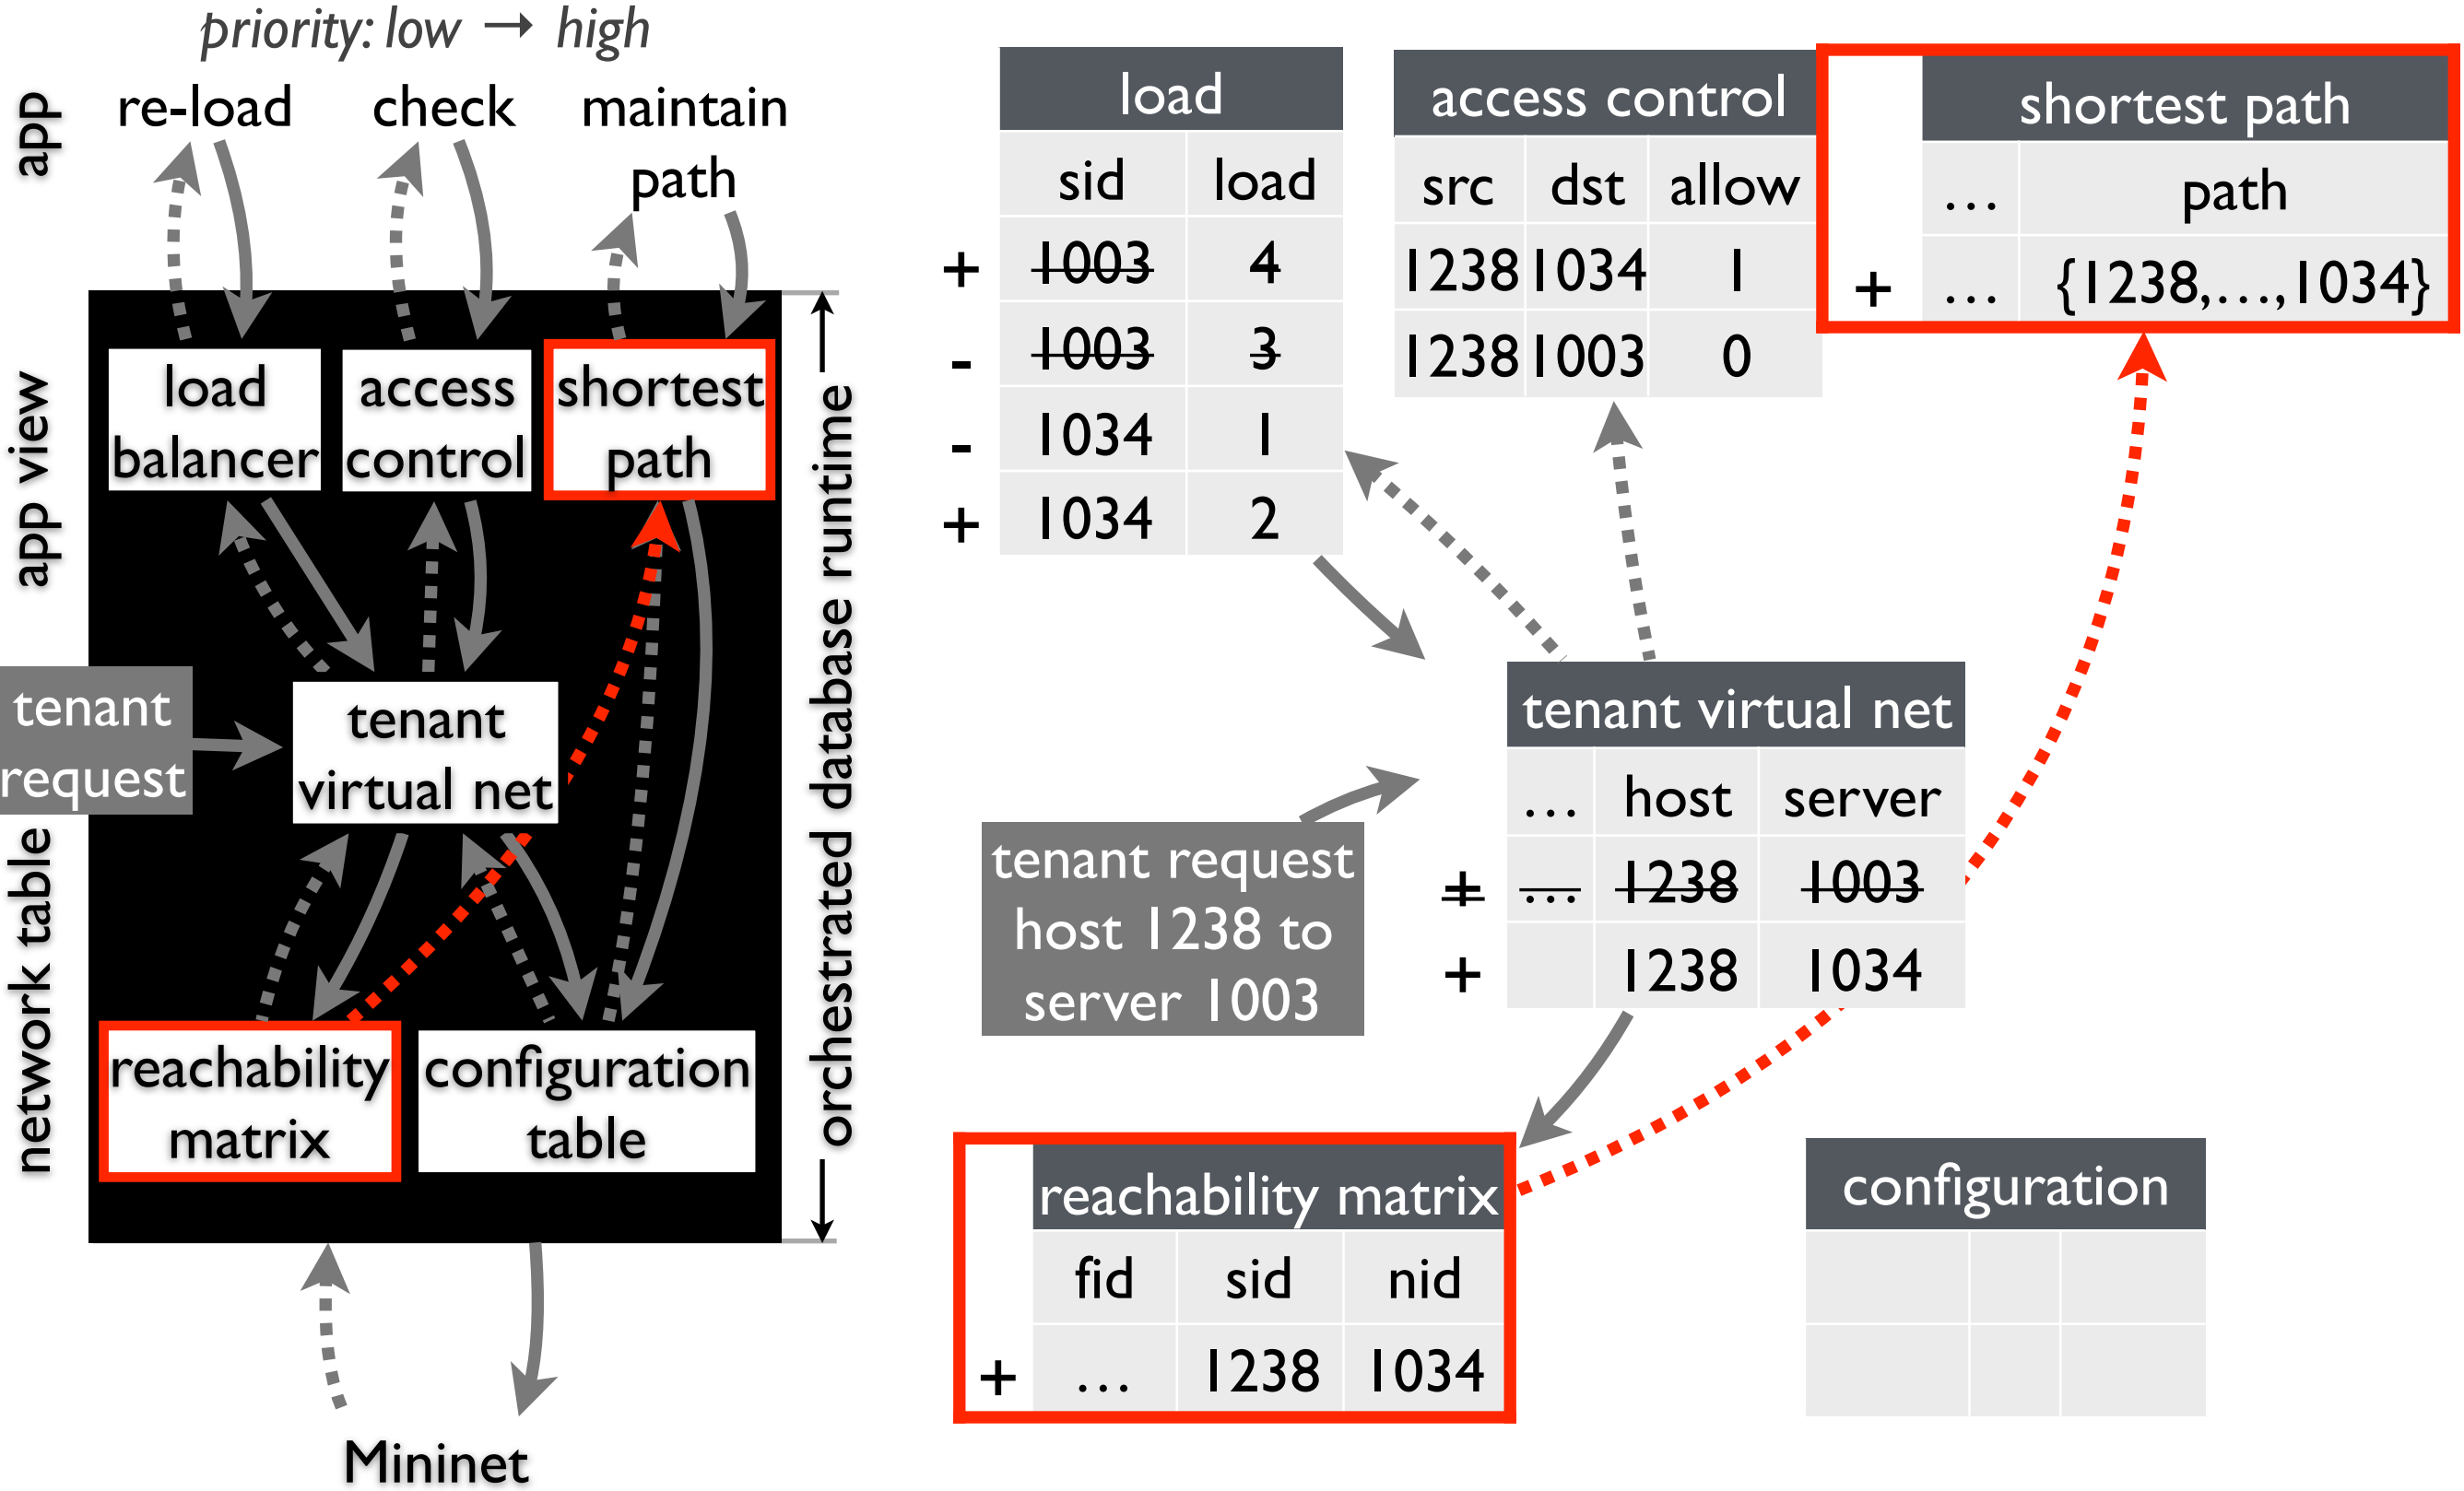 priority: low → high
app
re-load
check
maintain
path
app view
load
balancer
access
control
shortest
path
tenant
request
tenant
virtual net
network table
reachability
matrix
configuration
table
orchestrated database runtime
Mininet
load
sid load
+ 1003 4
- 1003 3
- 1034 1
+ 1034 2
access control
src dst allow
1238 1034 1
1238 1003 0
shortest path
... path
+ ... {1238,...,1034}
tenant request
host 1238 to
server 1003
tenant virtual net
... host server
+ ... 1238 1003
+ 1238 1034
reachability matrix
fid sid nid
+ ... 1238 1034
configuration